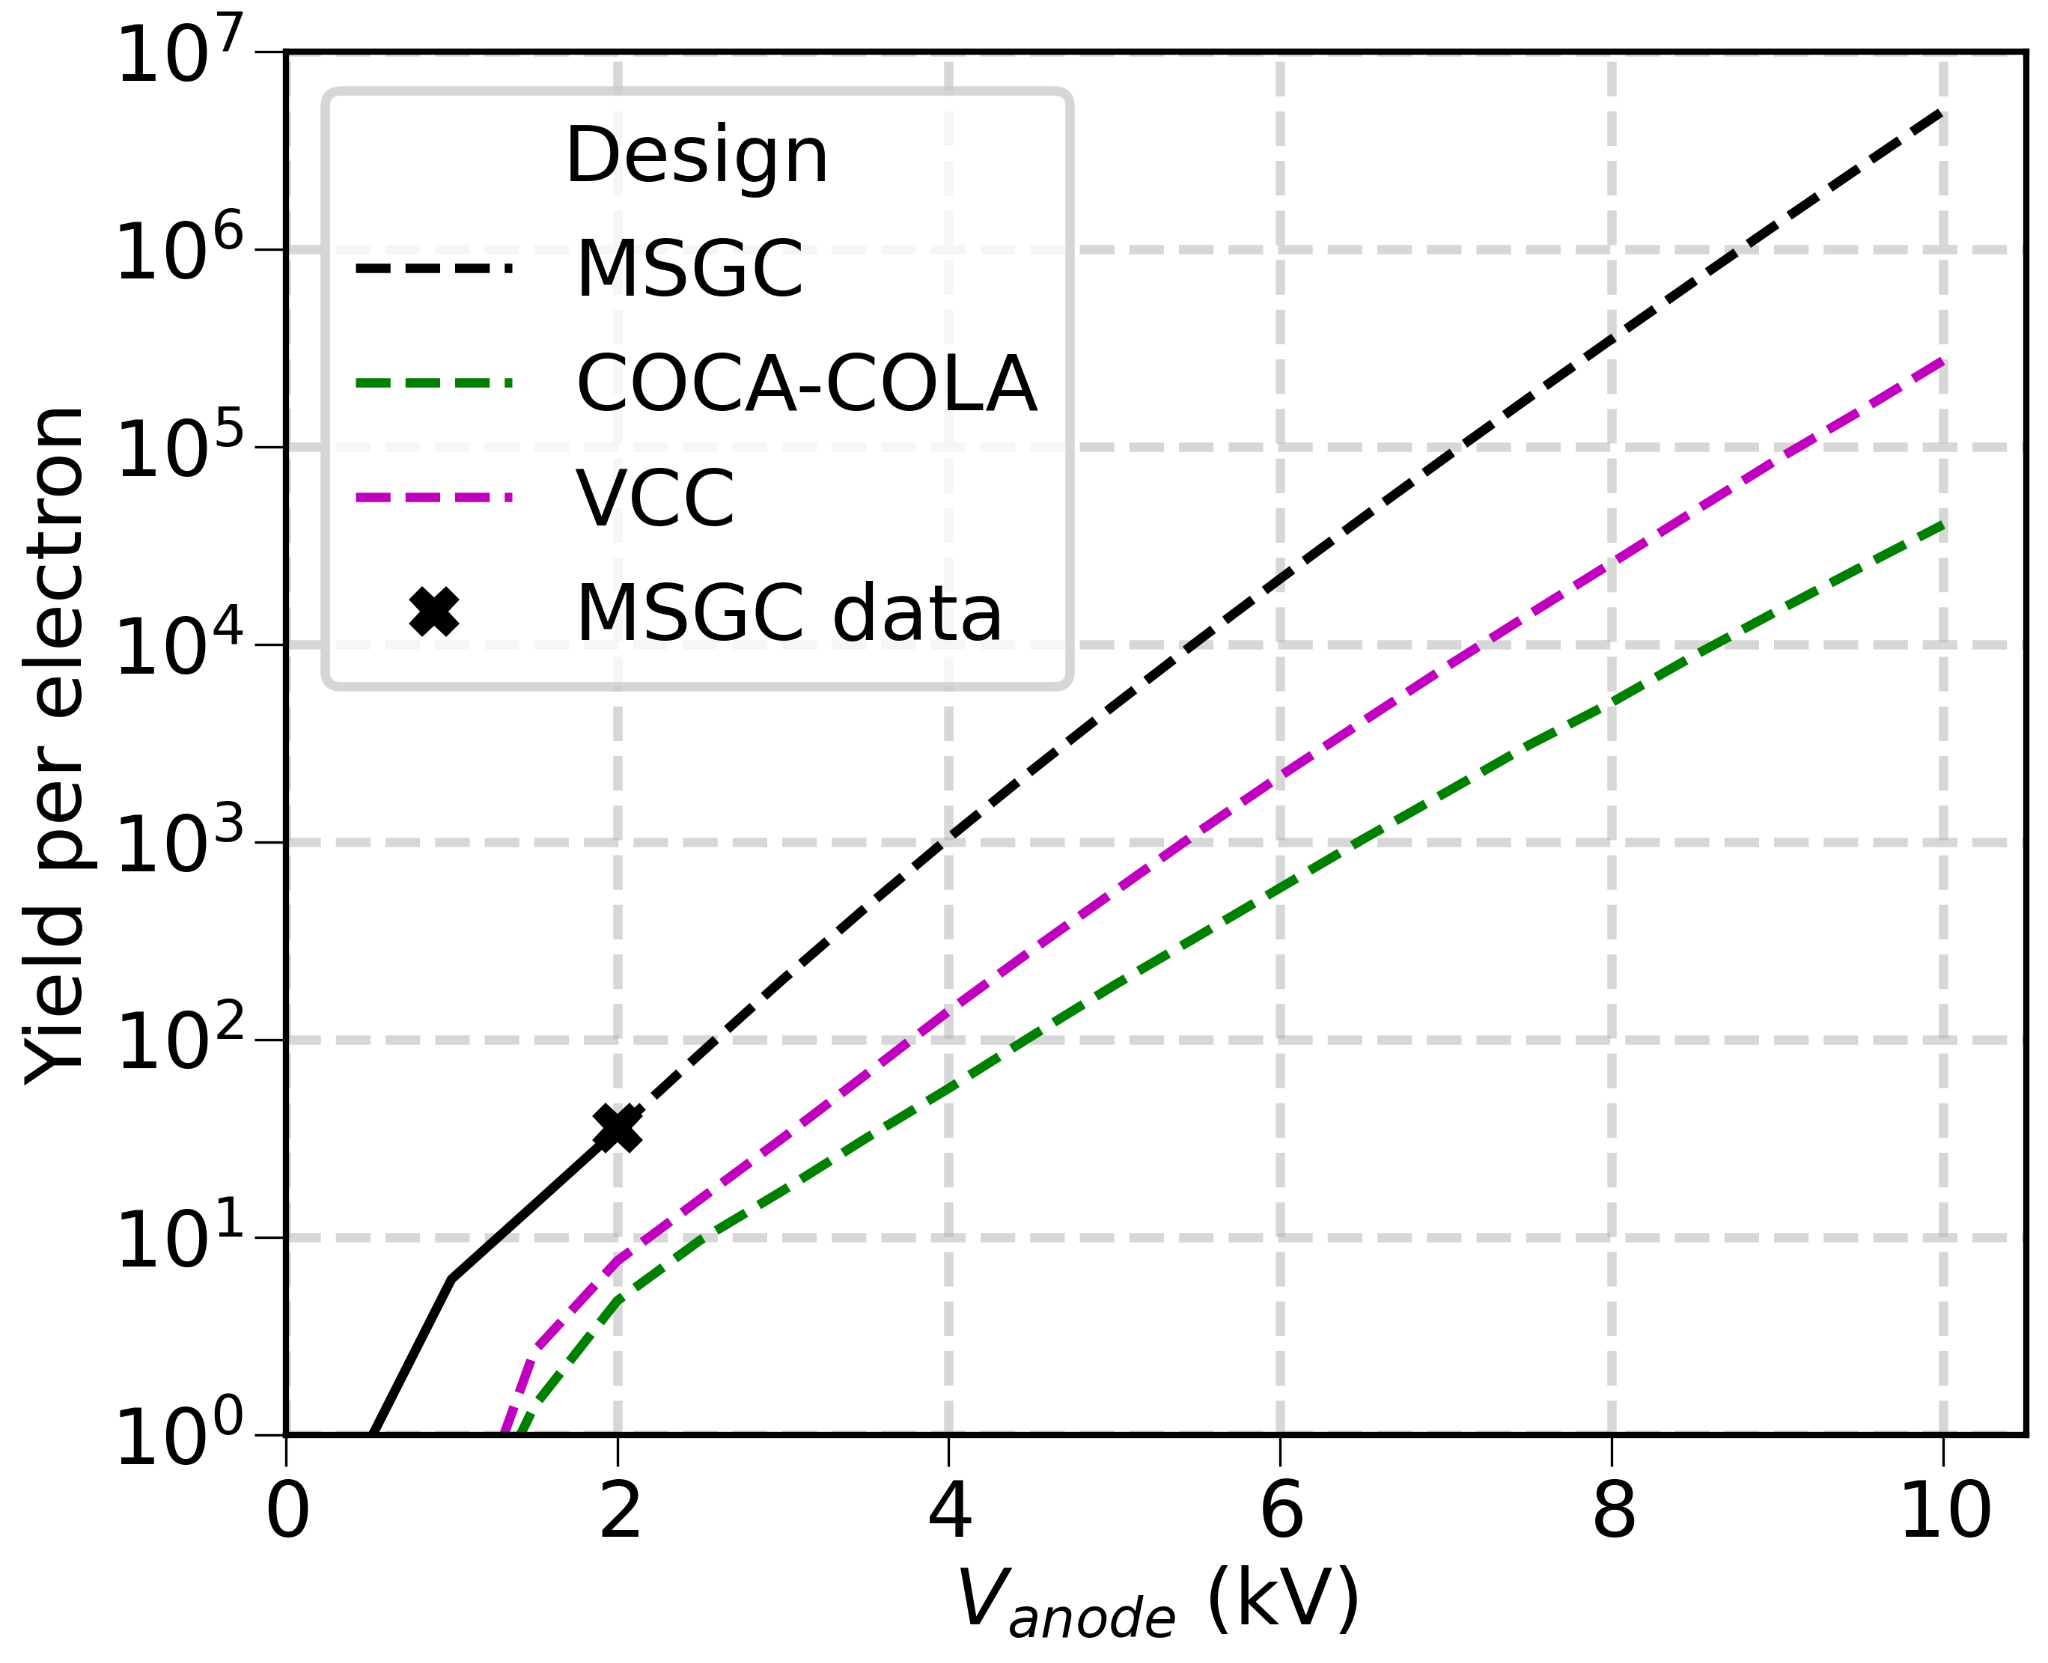 10^7
10^6
10^5
10^4
10^3
10^2
10^1
10^0
Yield per electron
Design
MSGC
COCA-COLA
VCC
MSGC data
0 2 4 6 8 10
V_anode (kV)